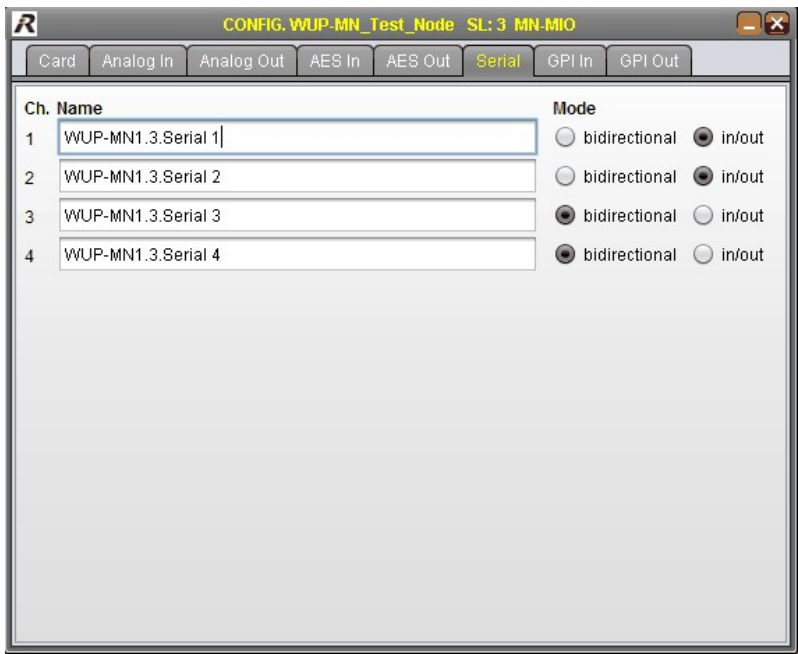 R CONFIG. WUP-MN_Test_Node SL: 3 MN-MIO
Card Analog In Analog Out AES In AES Out Serial GPI In GPI Out
Ch. Name Mode
1 WUP-MN1.3.Serial 1 bidirectional in/out
2 WUP-MN1.3.Serial 2 bidirectional in/out
3 WUP-MN1.3.Serial 3 bidirectional in/out
4 WUP-MN1.3.Serial 4 bidirectional in/out